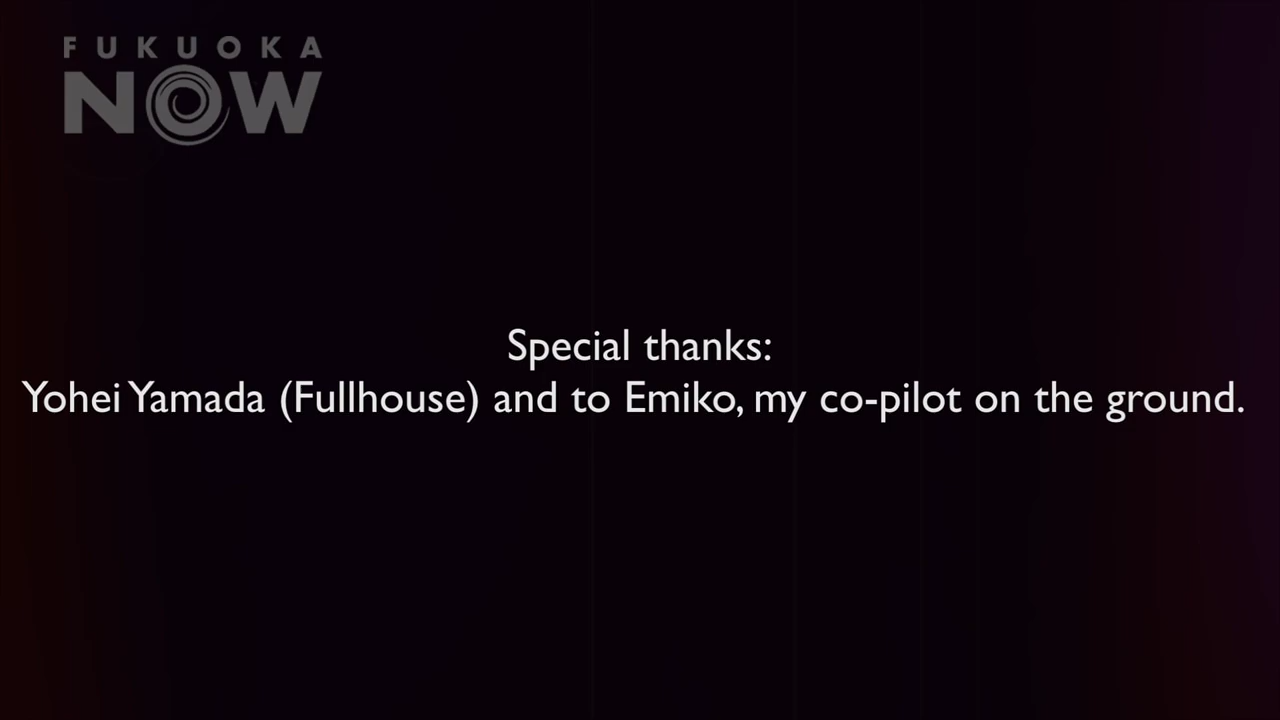 FUKUOKA
NOW
Special thanks:
Yohei Yamada (Fullhouse) and to Emiko, my co-pilot on the ground.